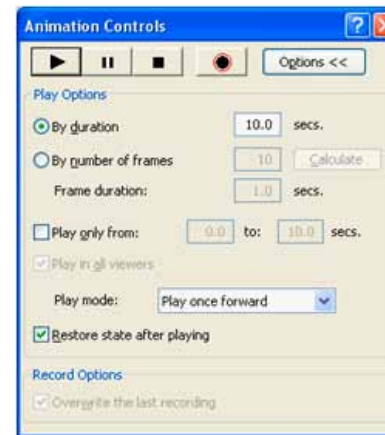 Animation Controls
Options <<
Play Options
By duration 10.0 secs.
By number of frames 10 Calculate
Frame duration: 1.0 secs.
Play only from: 0.0 to: 10.0 secs.
Play in all viewers
Play mode: Play once forward
Restore state after playing
Record Options
Overwrite the last recording